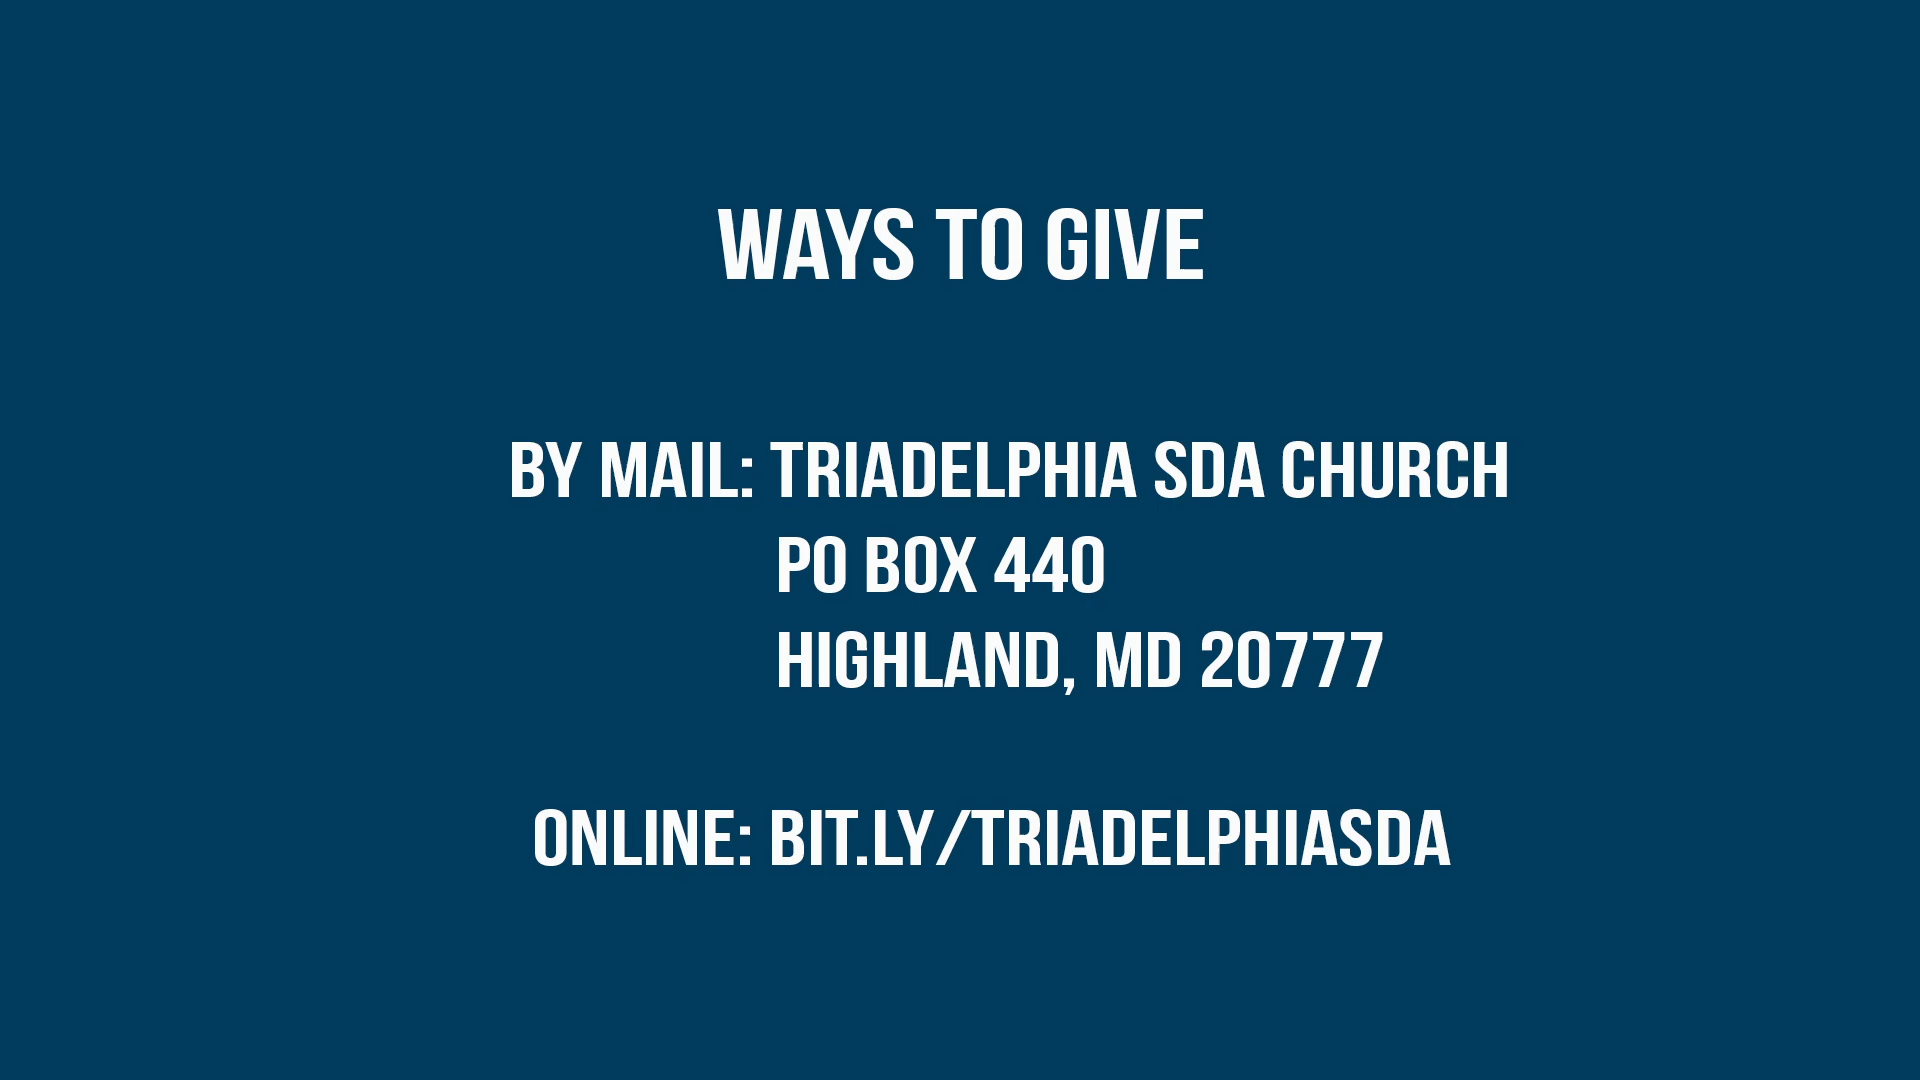 WAYS TO GIVE
BY MAIL: TRIADELPHIA SDA CHURCH
PO BOX 440
HIGHLAND, MD 20777
ONLINE: BIT.LY/TRIADELPHIASDA